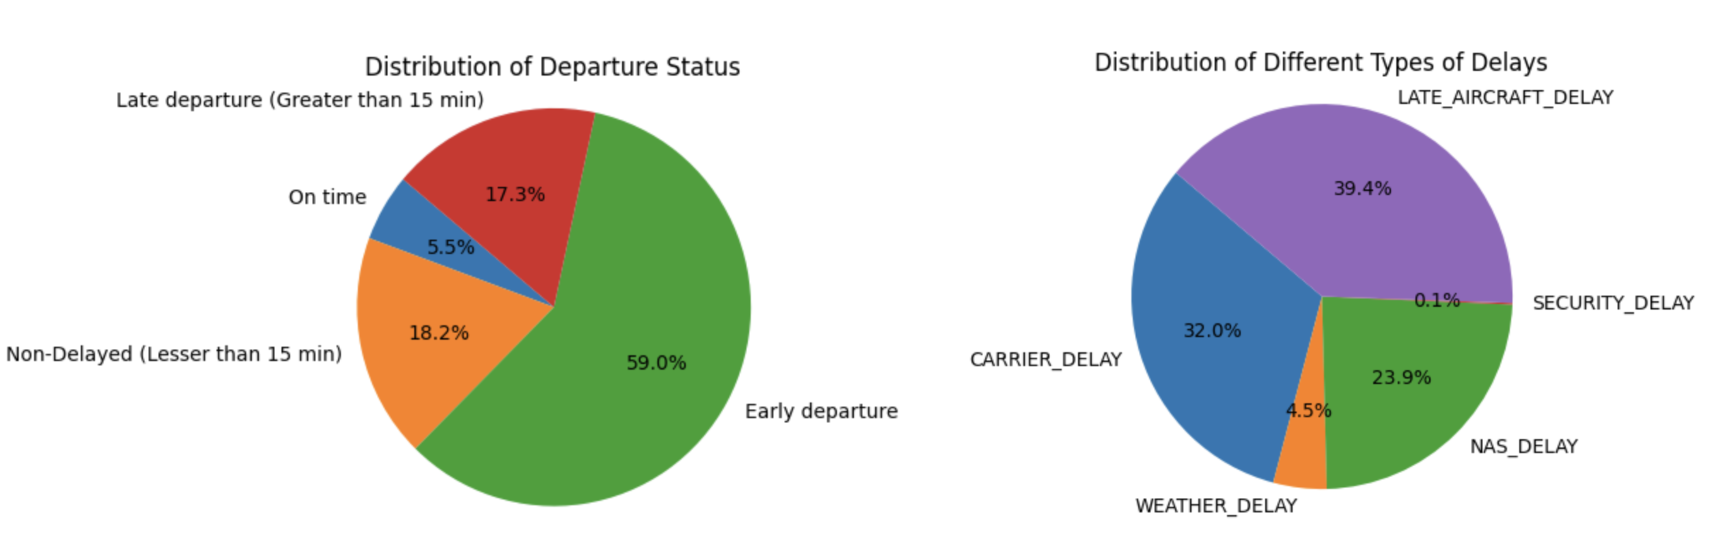 Distribution of Departure Status
Late departure (Greater than 15 min)
17.3%
On time
5.5%
Non-Delayed (Lesser than 15 min)
18.2%
59.0%
Early departure
Distribution of Different Types of Delays
LATE_AIRCRAFT_DELAY
39.4%
0.1%
SECURITY_DELAY
32.0%
CARRIER_DELAY
23.9%
4.5%
NAS_DELAY
WEATHER_DELAY